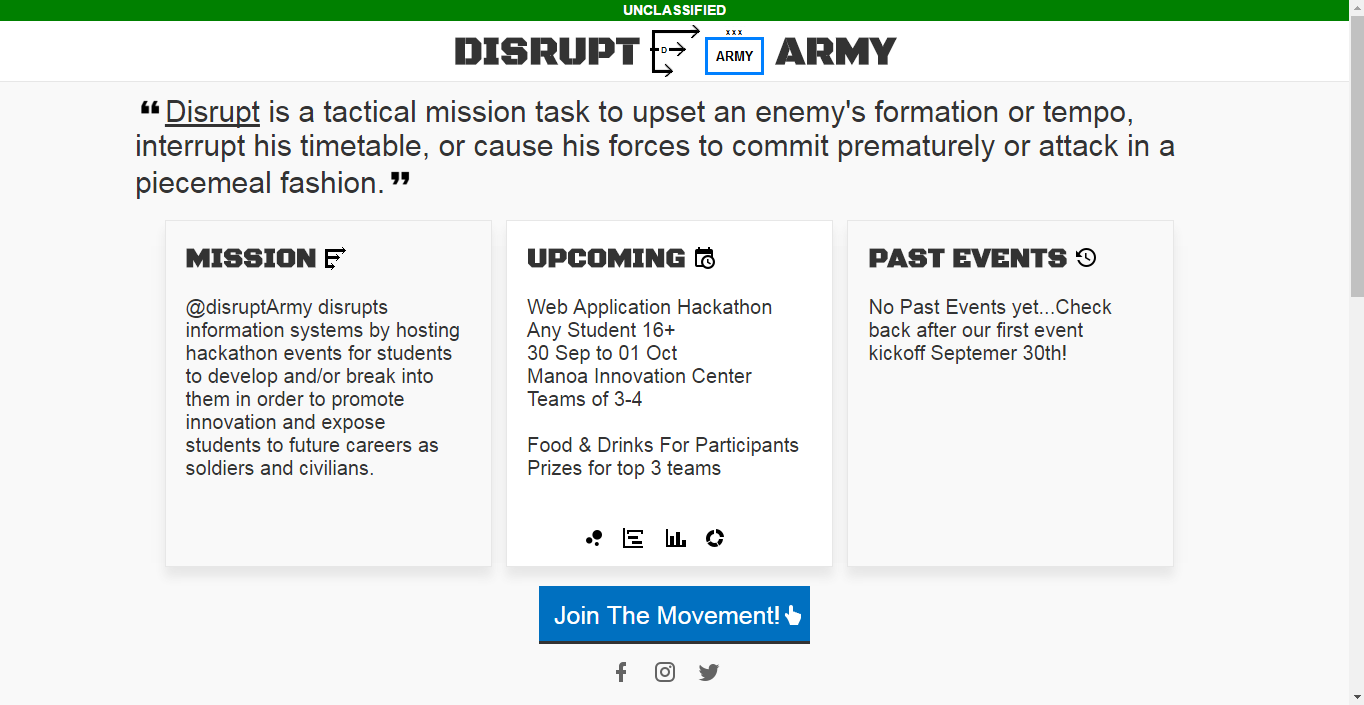 UNCLASSIFIED
DISRUPT D xxx ARMY ARMY
❝Disrupt is a tactical mission task to upset an enemy's formation or tempo,
interrupt his timetable, or cause his forces to commit prematurely or attack in a
piecemeal fashion.❞
MISSION
@disruptArmy disrupts
information systems by hosting
hackathon events for students
to develop and/or break into
them in order to promote
innovation and expose
students to future careers as
soldiers and civilians.
UPCOMING
Web Application Hackathon
Any Student 16+
30 Sep to 01 Oct
Manoa Innovation Center
Teams of 3-4
Food & Drinks For Participants
Prizes for top 3 teams
PAST EVENTS
No Past Events yet...Check
back after our first event
kickoff Septemer 30th!
Join The Movement!